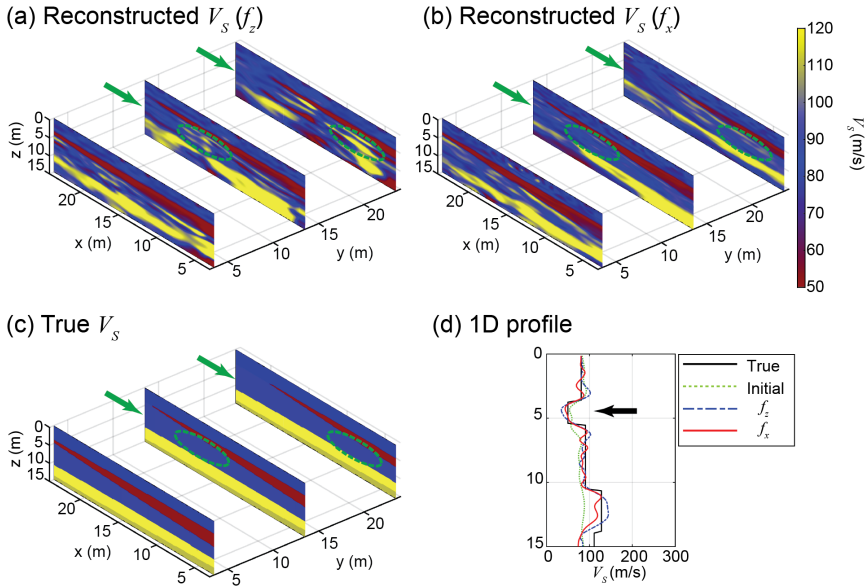 (a) Reconstructed V_S (f_z)
(b) Reconstructed V_S (f_x)
120
110
100
90
80
70
60
50
V_S (m/s)
0
5
10
15
z (m)
20
15
10
5
x (m)
5
10
15
20
y (m)
0
5
10
15
z (m)
20
15
10
5
x (m)
5
10
15
20
y (m)
(c) True V_S
(d) 1D profile
0
5
10
15
z (m)
20
15
10
5
x (m)
5
10
15
20
y (m)
0
5
10
15
0 100 200 300
V_S (m/s)
True
Initial
f_z
f_x